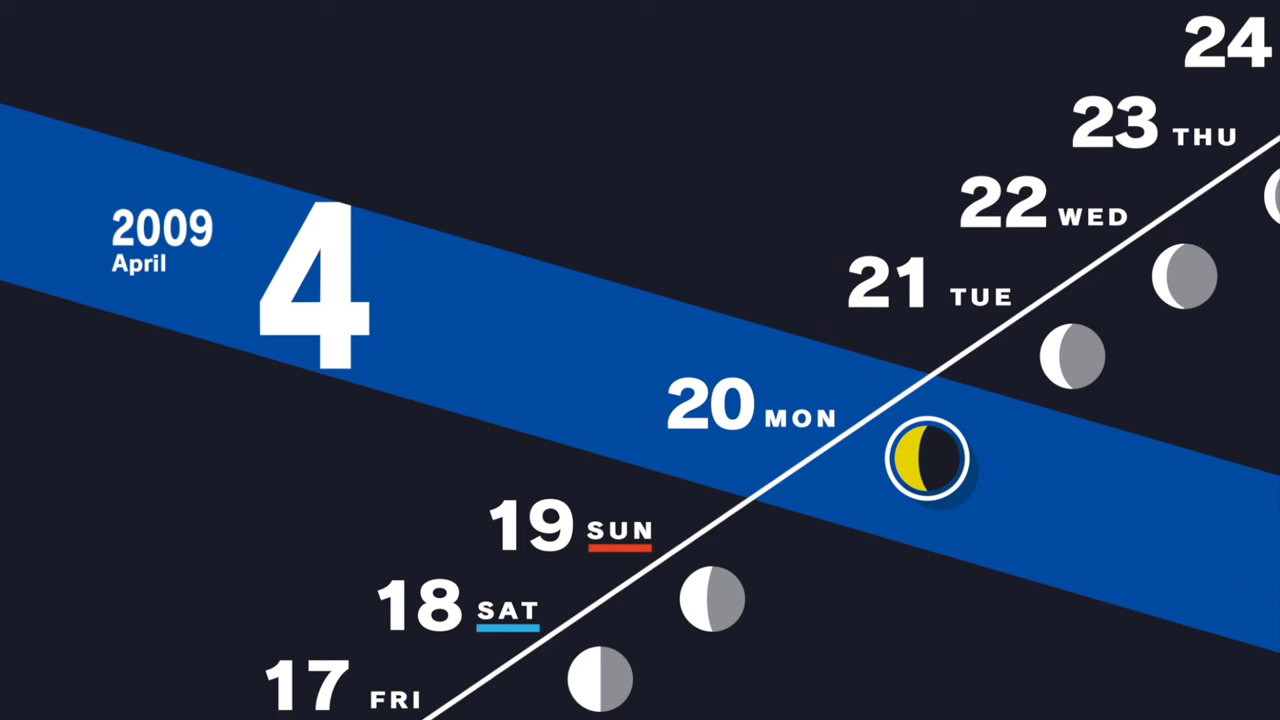 24
23 THU
22 WED
2009
April
4
21 TUE
20 MON
19 SUN
18 SAT
17 FRI